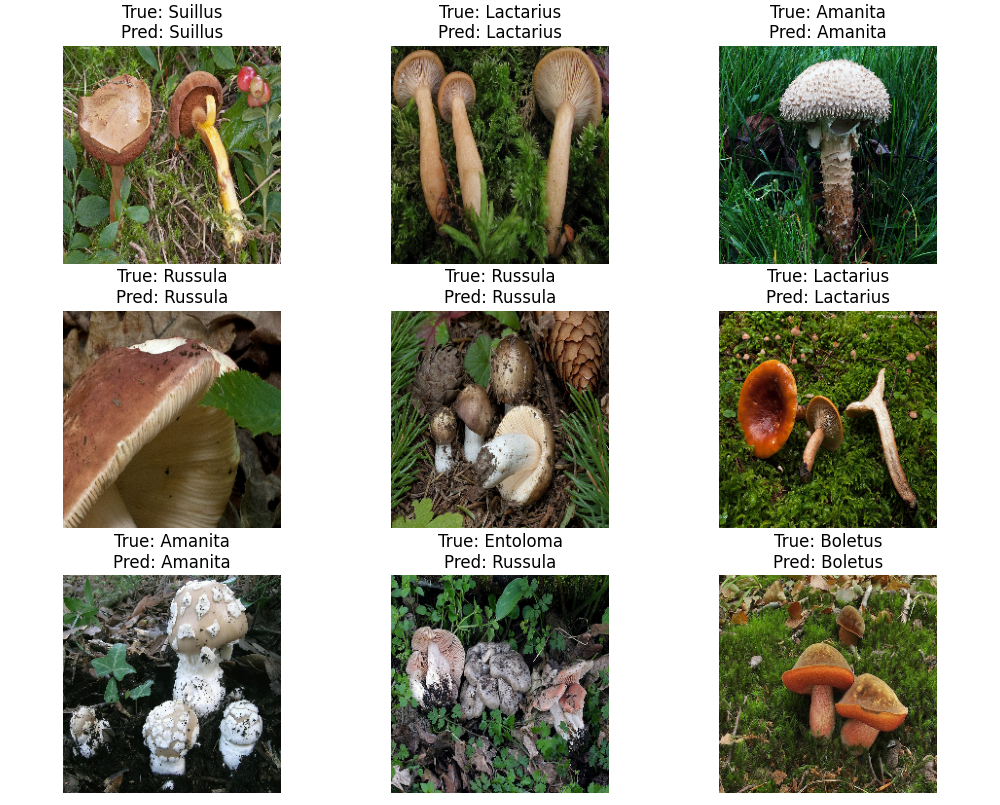 True: Suillus
Pred: Suillus
True: Lactarius
Pred: Lactarius
True: Amanita
Pred: Amanita
True: Russula
Pred: Russula
True: Russula
Pred: Russula
True: Lactarius
Pred: Lactarius
True: Amanita
Pred: Amanita
True: Entoloma
Pred: Russula
True: Boletus
Pred: Boletus